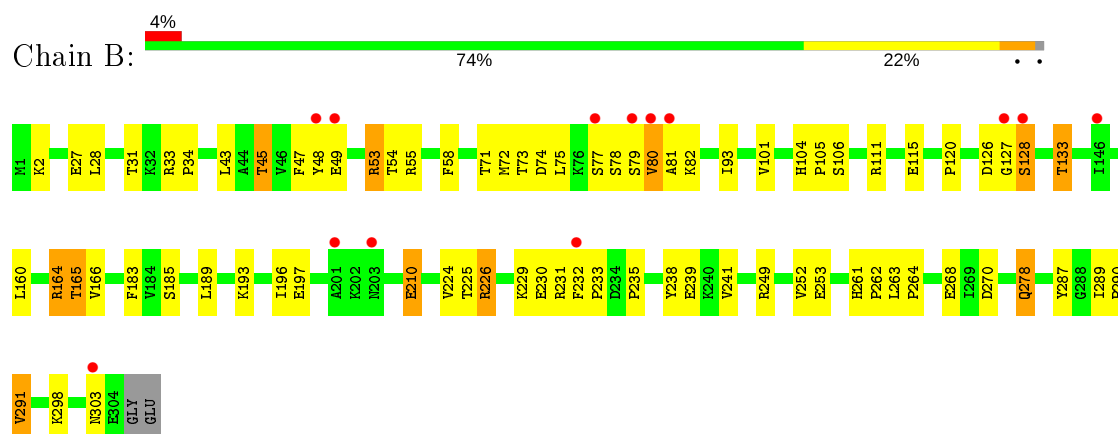 4%
Chain B:
74% 22% • •
M1 K2 E27 L28 T31 K32 R33 P34 L43 A44 T45 V46 F47 Y48 E49 R53 T54 R55 F58 T71 M72 T73 D74 L75 K76 S77 S78 S79 V80 A81 K82 I93 V101 H104 P105 S106 R111 E115 P120 D126 G127 S128 T133 I146
L160 R164 T165 V166 F183 V184 S185 L189 K193 I196 E197 A201 K202 N203 E210 V224 T225 R226 K229 E230 R231 F232 P233 D234 P235 Y238 E239 K240 V241 R249 V252 E253 H261 P262 L263 P264 E268 I269 D270 Q278 Y287 G288 I289 P290
V291 K298 N303 E304 GLY GLU